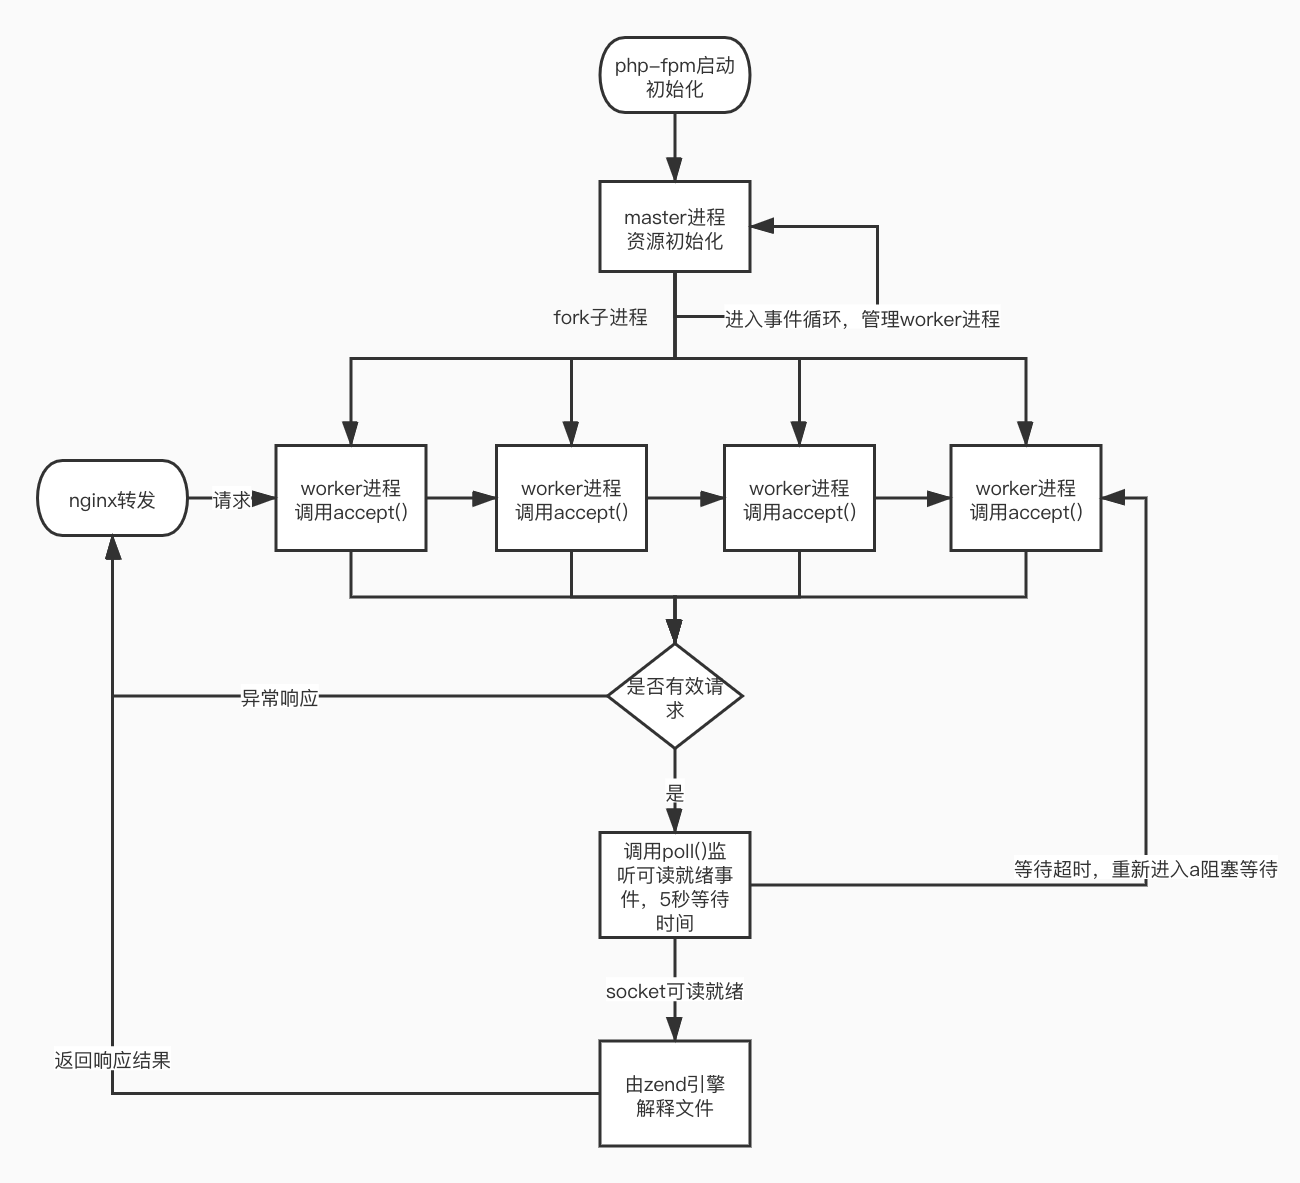 php-fpm启动
初始化
master进程
资源初始化
fork子进程
进入事件循环，管理worker进程
nginx转发
请求
worker进程
调用accept()
worker进程
调用accept()
worker进程
调用accept()
worker进程
调用accept()
是否有效请
求
异常响应
是
调用poll()监
听可读就绪事
件，5秒等待
时间
等待超时，重新进入a阻塞等待
socket可读就绪
返回响应结果
由zend引擎
解释文件